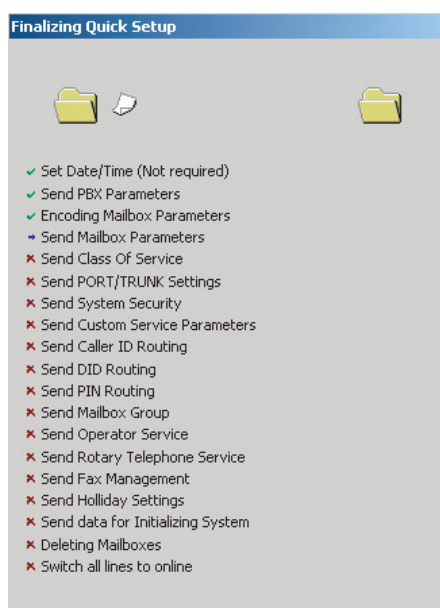 Finalizing Quick Setup
Set Date/Time (Not required)
Send PBX Parameters
Encoding Mailbox Parameters
Send Mailbox Parameters
Send Class Of Service
Send PORT/TRUNK Settings
Send System Security
Send Custom Service Parameters
Send Caller ID Routing
Send DID Routing
Send PIN Routing
Send Mailbox Group
Send Operator Service
Send Rotary Telephone Service
Send Fax Management
Send Holliday Settings
Send data for Initializing System
Deleting Mailboxes
Switch all lines to online